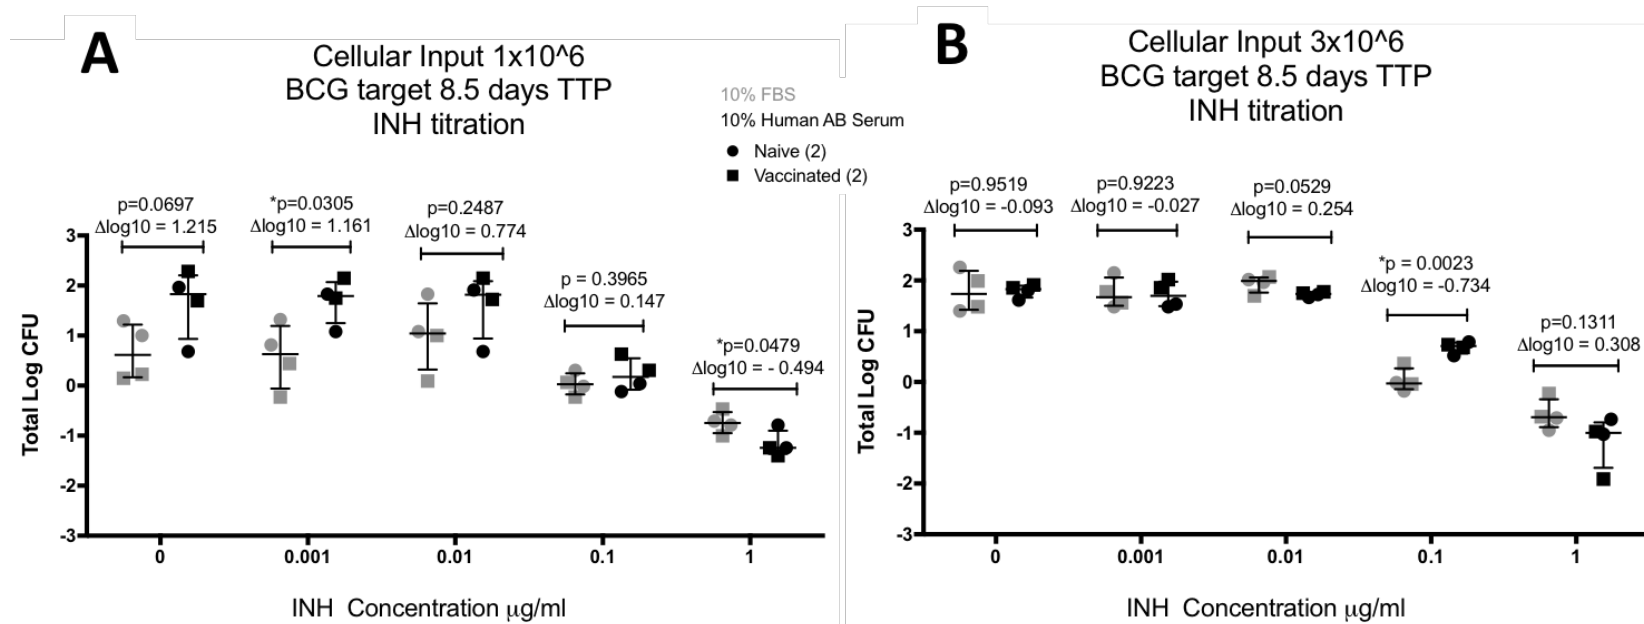 A
Cellular Input 1x10^6
BCG target 8.5 days TTP
INH titration
10% FBS
10% Human AB Serum
Naive (2)
Vaccinated (2)
p=0.0697
Δlog10 = 1.215
*p=0.0305
Δlog10 = 1.161
p=0.2487
Δlog10 = 0.774
p = 0.3965
Δlog10 = 0.147
*p=0.0479
Δlog10 = - 0.494
Total Log CFU
3
2
1
0
-1
-2
-3
0 0.001 0.01 0.1 1
INH Concentration μg/ml
B
Cellular Input 3x10^6
BCG target 8.5 days TTP
INH titration
p=0.9519
Δlog10 = -0.093
p=0.9223
Δlog10 = -0.027
p=0.0529
Δlog10 = 0.254
*p = 0.0023
Δlog10 = -0.734
p=0.1311
Δlog10 = 0.308
Total Log CFU
3
2
1
0
-1
-2
-3
0 0.001 0.01 0.1 1
INH Concentration μg/ml